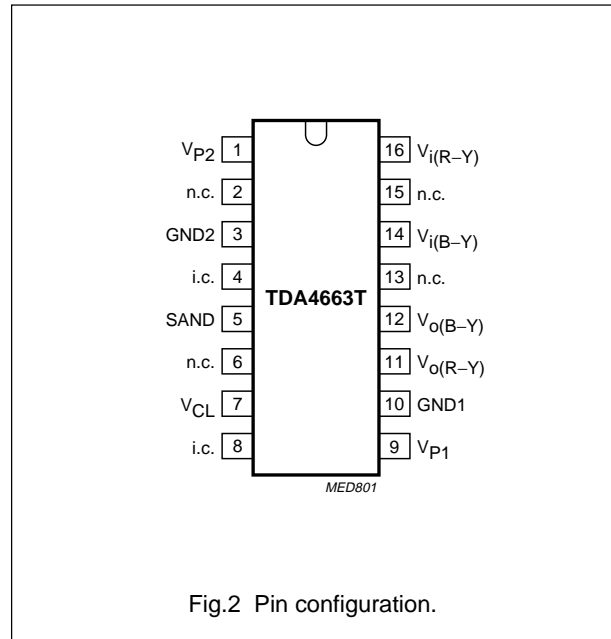 V_P2 1 16 V_i(R−Y)
n.c. 2 15 n.c.
GND2 3 14 V_i(B−Y)
i.c. 4 13 n.c.
TDA4663T
SAND 5 12 V_o(B−Y)
n.c. 6 11 V_o(R−Y)
V_CL 7 10 GND1
i.c. 8 9 V_P1
MED801
Fig.2 Pin configuration.